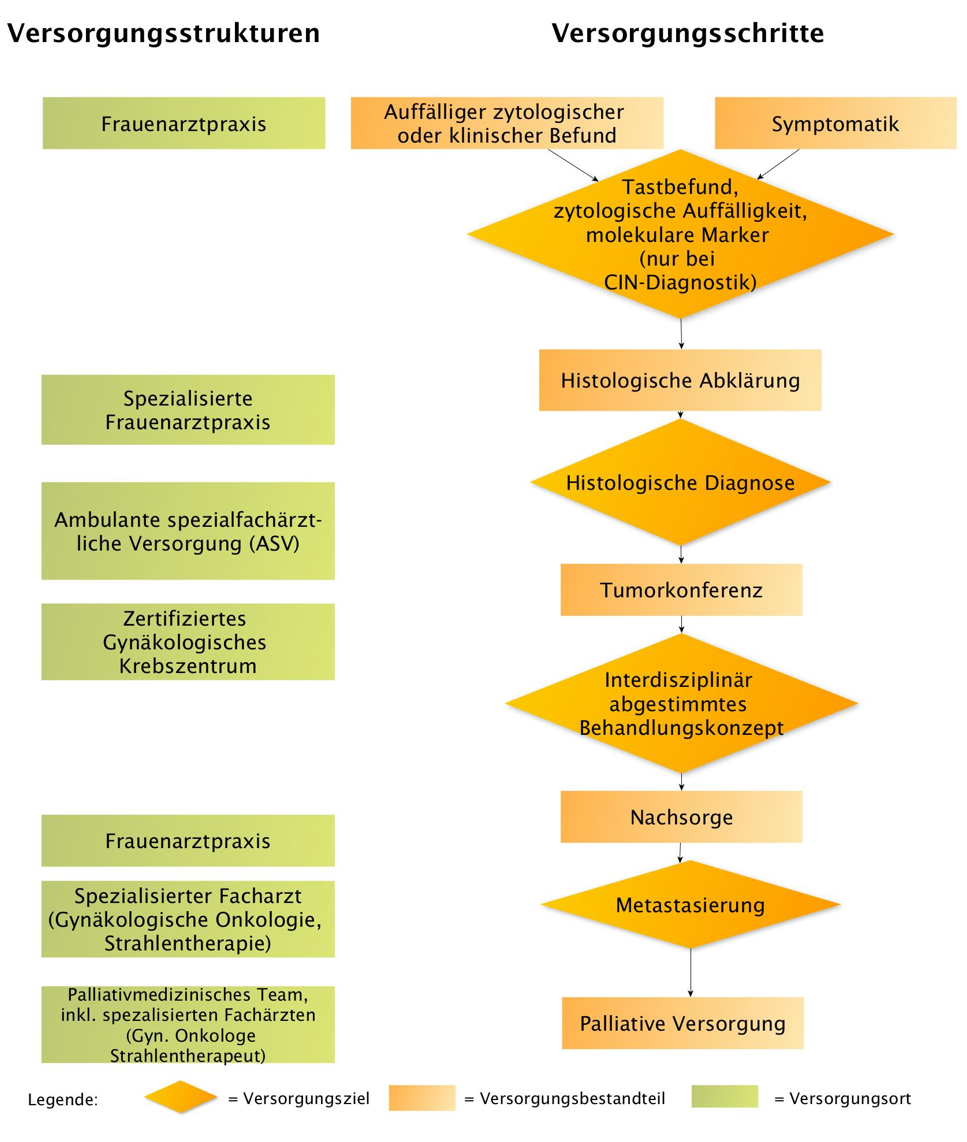 Versorgungsstrukturen
Versorgungsschritte
Frauenarztpraxis
Auffälliger zytologischer
oder klinischer Befund
Symptomatik
Tastbefund,
zytologische Auffälligkeit,
molekulare Marker
(nur bei
CIN-Diagnostik)
Histologische Abklärung
Spezialisierte
Frauenarztpraxis
Histologische Diagnose
Ambulante spezialfachärzt-
liche Versorgung (ASV)
Tumorkonferenz
Zertifiziertes
Gynäkologisches
Krebszentrum
Interdisziplinär
abgestimmtes
Behandlungskonzept
Nachsorge
Frauenarztpraxis
Spezialisierter Facharzt
(Gynäkologische Onkologie,
Strahlentherapie)
Metastasierung
Palliativmedizinisches Team,
inkl. spezalisierten Fachärzten
(Gyn. Onkologe
Strahlentherapeut)
Palliative Versorgung
Legende:
= Versorgungsziel
= Versorgungsbestandteil
= Versorgungsort